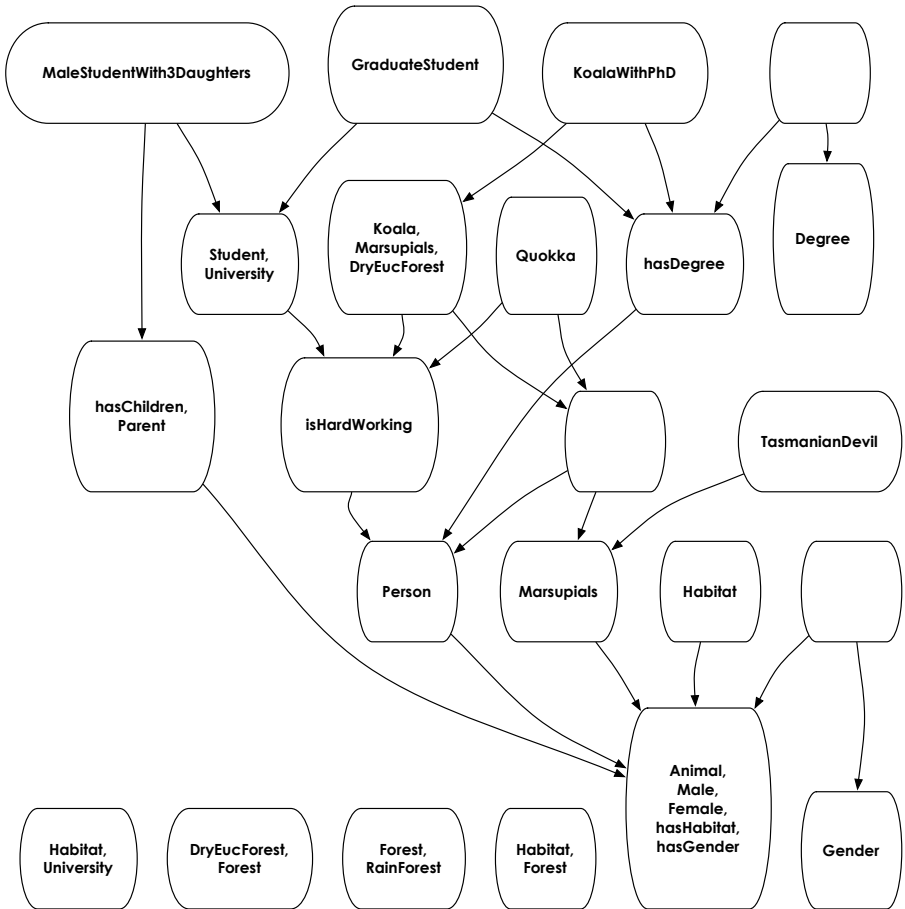 MaleStudentWith3Daughters
GraduateStudent
KoalaWithPhD
Koala,
Marsupials,
DryEucForest
Student,
University
Quokka
hasDegree
Degree
hasChildren,
Parent
isHardWorking
TasmanianDevil
Person
Marsupials
Habitat
Animal,
Male,
Female,
hasHabitat,
hasGender
Habitat,
University
DryEucForest,
Forest
Forest,
RainForest
Habitat,
Forest
Gender